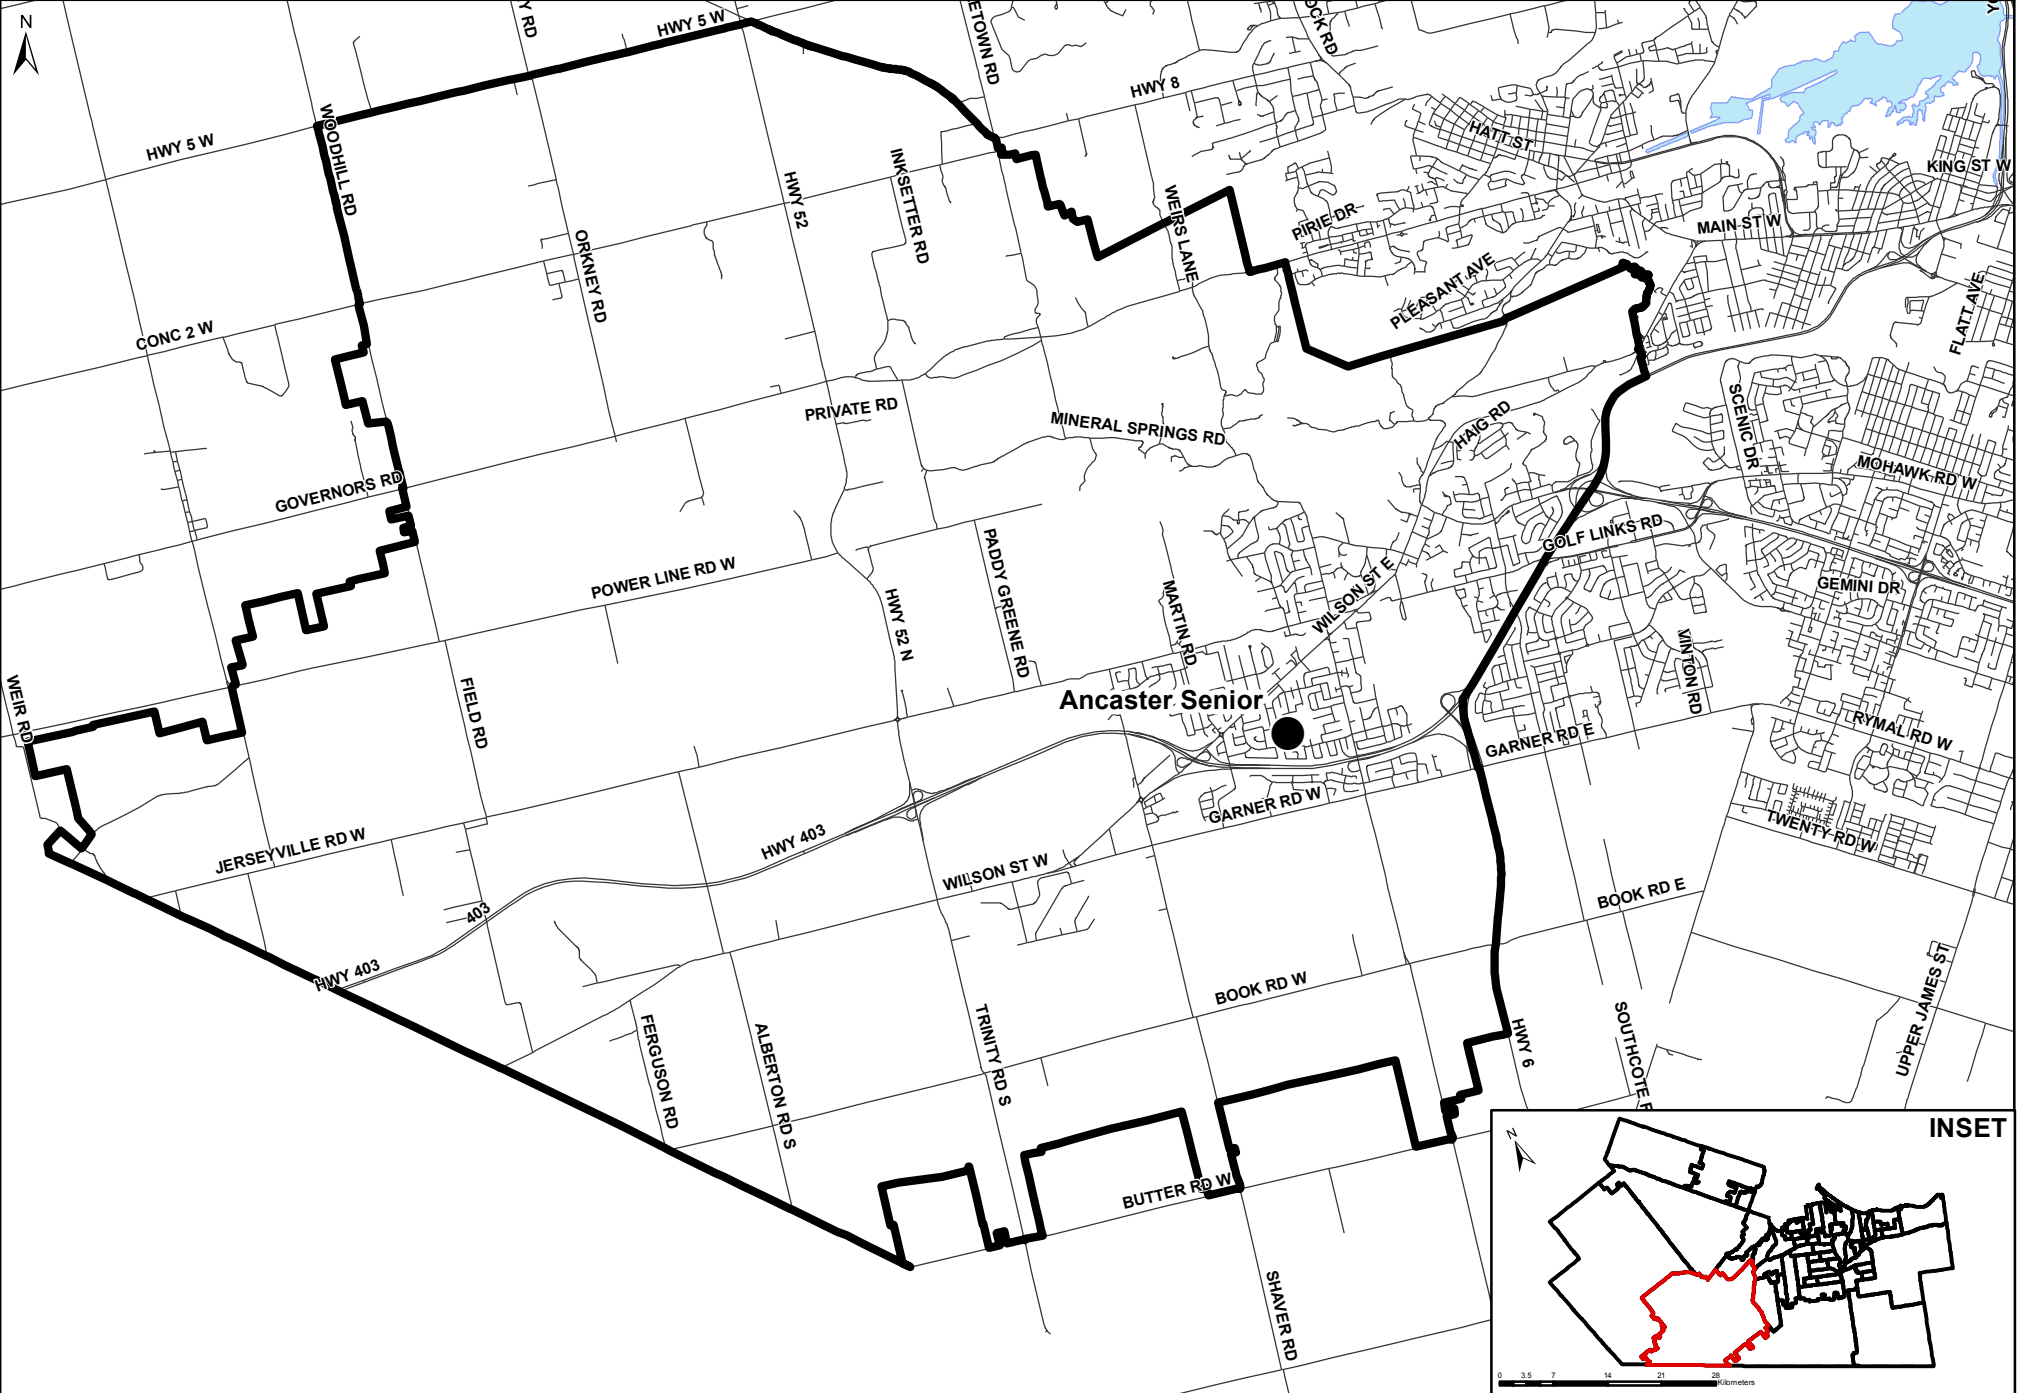 N
Y RD
HWY 5 W
ETOWN RD
OCK RD
HWY 8
HATT ST
KING ST W
HWY 5 W
WOODHILL RD
INKSETTER RD
HWY 52
WEIRS LANE
PIRIE DR
MAIN ST W
ORKNEY RD
PLEASANT AVE
FLATT AVE
CONC 2 W
PRIVATE RD
MINERAL SPRINGS RD
HAIG RD
SCENIC DR
MOHAWK RD W
GOVERNORS RD
GOLF LINKS RD
POWER LINE RD W
PADDY GREENE RD
HWY 52 N
MARTIN RD
WILSON ST E
GEMINI DR
VINTON RD
WEIR RD
FIELD RD
Ancaster Senior
GARNER RD E
RYMAL RD W
GARNER RD W
TWENTY RD W
JERSEYVILLE RD W
HWY 403
WILSON ST W
403
BOOK RD E
HWY 403
BOOK RD W
UPPER JAMES ST
FERGUSON RD
ALBERTON RD S
TRINITY RD S
HWY 6
SOUTHCOTE R
BUTTER RD W
SHAVER RD
INSET
N
0 3.5 7 14 21 28
Kilometers